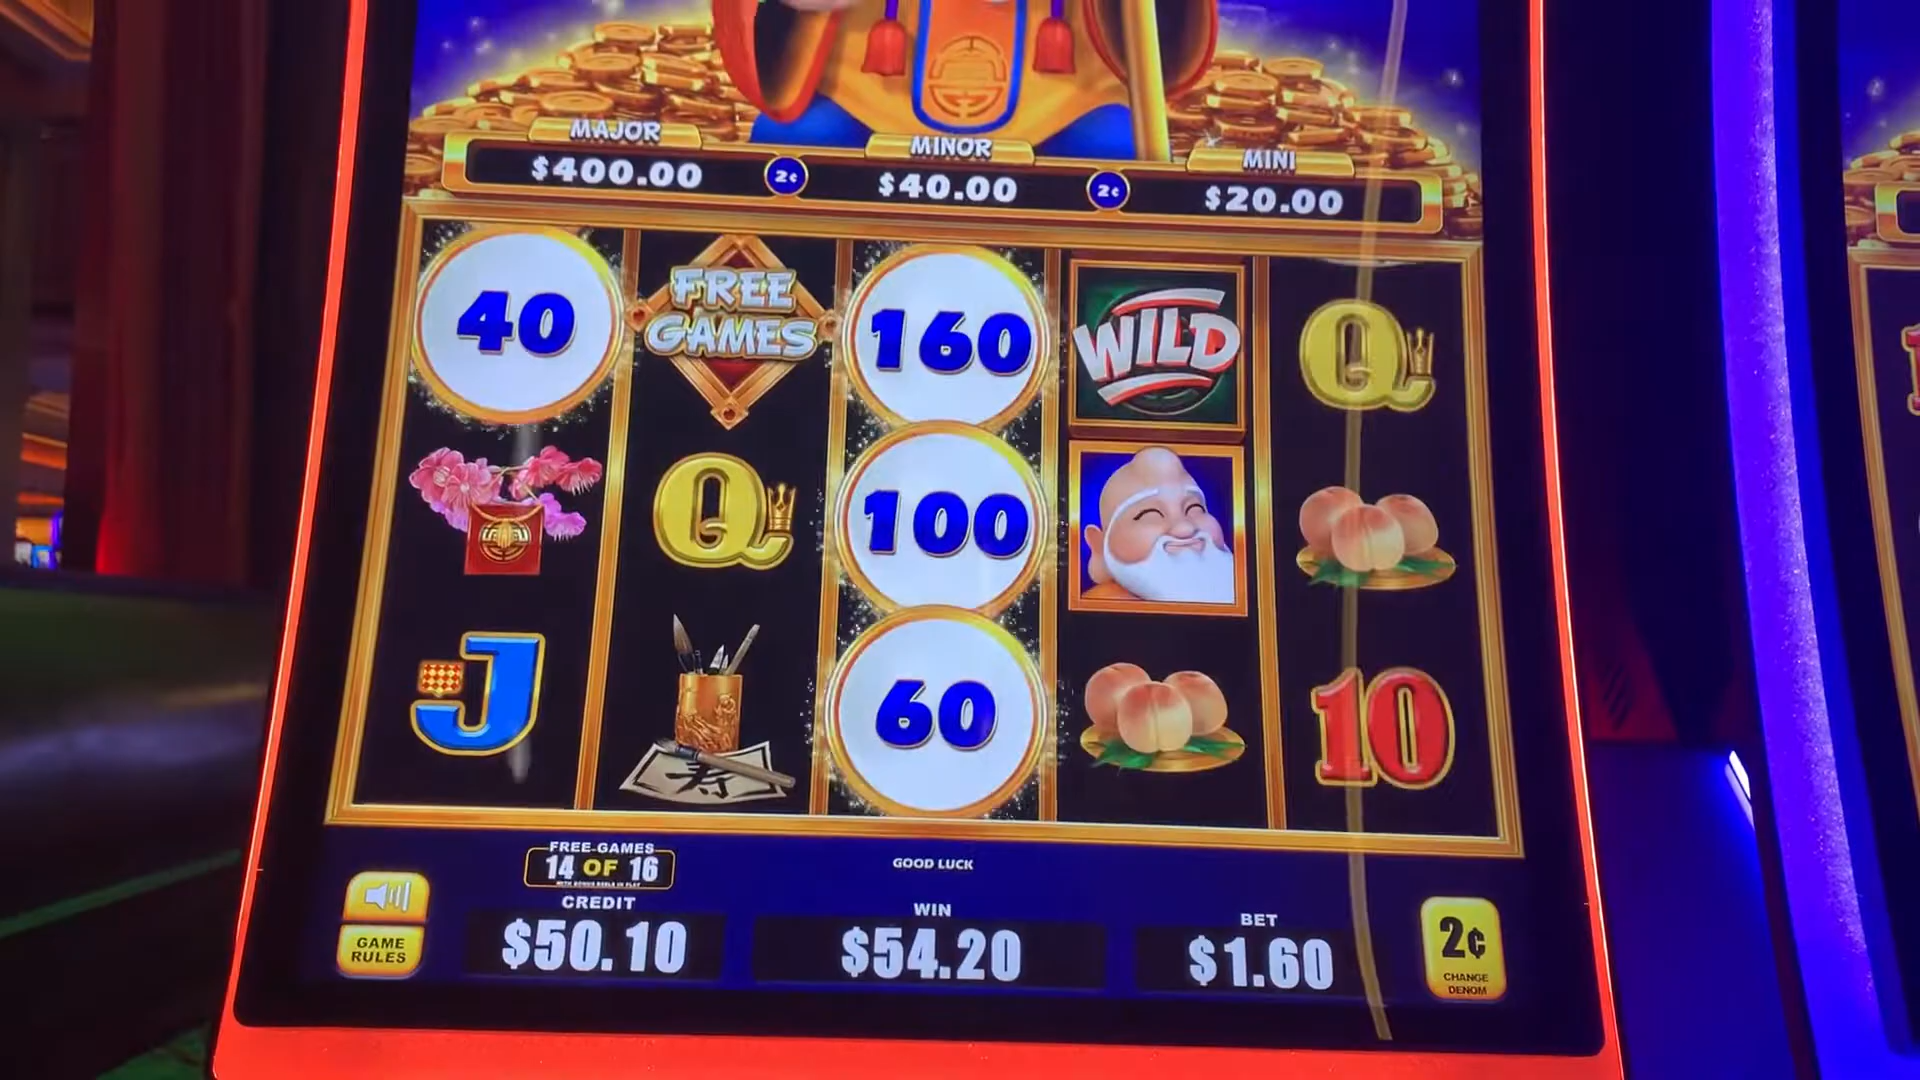 MAJOR
$400.00
2¢
MINOR
$40.00
2¢
MINI
$20.00
40
FREE
GAMES
160
WILD
Q
100
Q
J
寿
60
10
FREE GAMES
14 OF 16
GOOD LUCK
CREDIT
$50.10
WIN
$54.20
BET
$1.60
GAME
RULES
2¢
CHANGE
DENOM